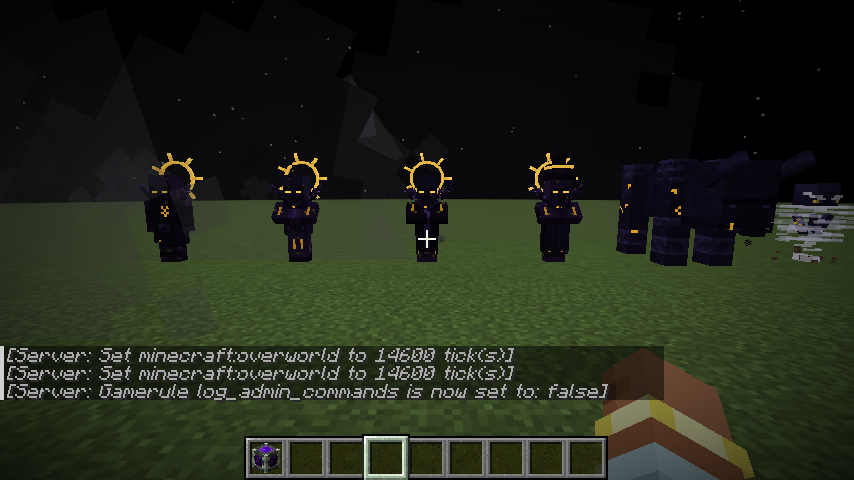 [Server: Set minecraft:overworld to 14600 tick(s)]
[Server: Set minecraft:overworld to 14600 tick(s)]
[Server: Gamerule log_admin_commands is now set to: false]